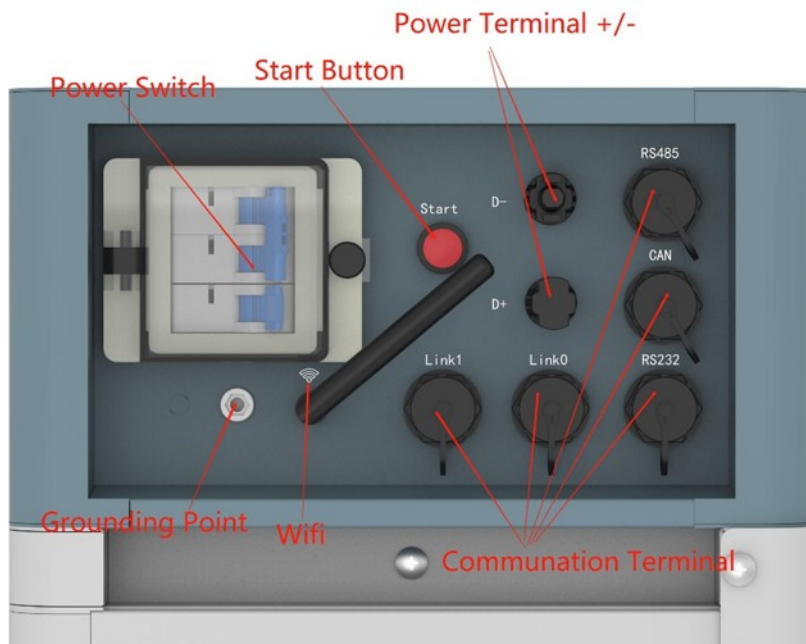 Power Terminal +/-
Start Button
Power Switch
RS485
Start
D-
CAN
D+
Link1
Link0
RS232
Grounding Point
Wifi
Communation Terminal